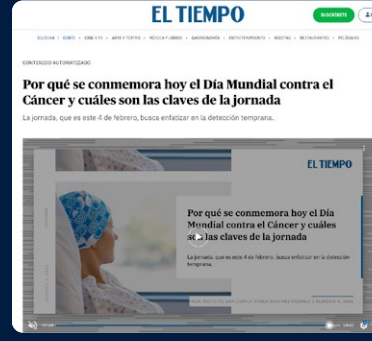 EL TIEMPO
SUSCRÍBETE
CONTENIDO AUTOMATIZADO
Por qué se conmemora hoy el Día Mundial contra el
Cáncer y cuáles son las claves de la jornada
La jornada, que es este 4 de febrero, busca enfatizar en la detección temprana.
EL TIEMPO
Por qué se conmemora hoy el Día
Mundial contra el Cáncer y cuáles
son las claves de la jornada
La jornada, que es este 4 de febrero, busca enfatizar en la detección
temprana.